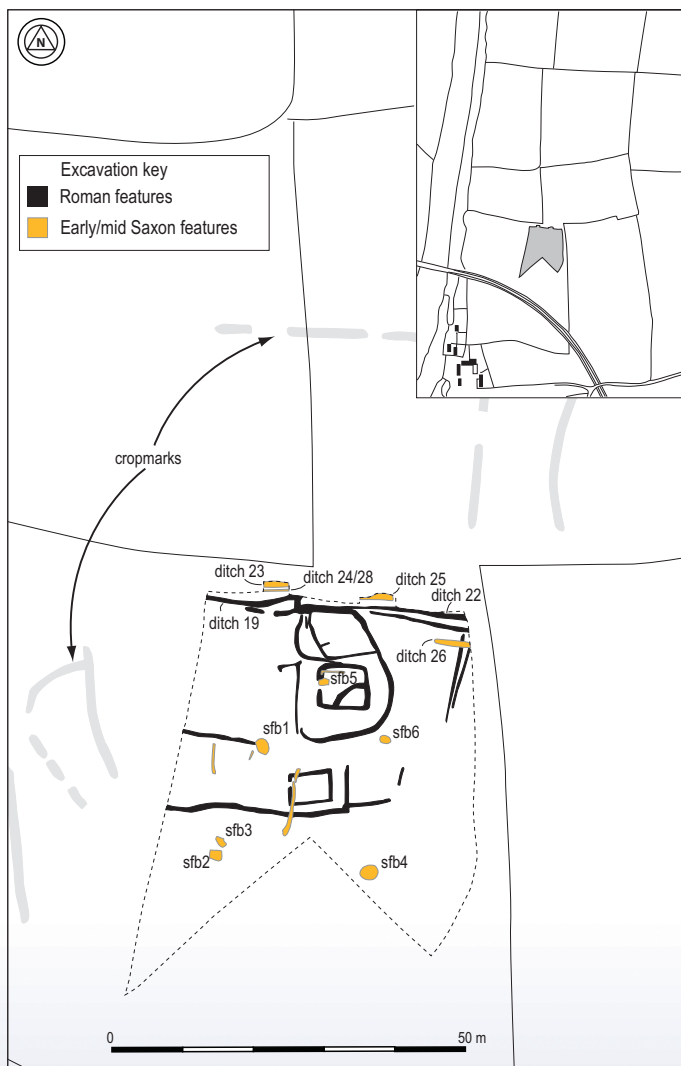 N
Excavation key
Roman features
Early/mid Saxon features
cropmarks
ditch 23
ditch 24/28
ditch 25
ditch 22
ditch 19
ditch 26
sfb5
sfb1
sfb6
sfb3
sfb2
sfb4
0
50 m